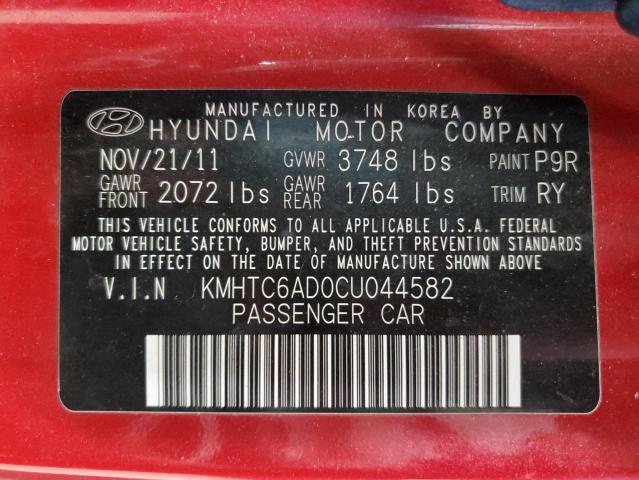 MANUFACTURED IN KOREA BY
HYUNDAI MOTOR COMPANY
NOV/21/11 GVWR 3748 lbs PAINT P9R
GAWR FRONT 2072 lbs GAWR REAR 1764 lbs TRIM RY
THIS VEHICLE CONFORMS TO ALL APPLICABLE U.S.A. FEDERAL
MOTOR VEHICLE SAFETY, BUMPER, AND THEFT PREVENTION STANDARDS
IN EFFECT ON THE DATE OF MANUFACTURE SHOWN ABOVE
V.I.N KMHTC6AD0CU044582
PASSENGER CAR